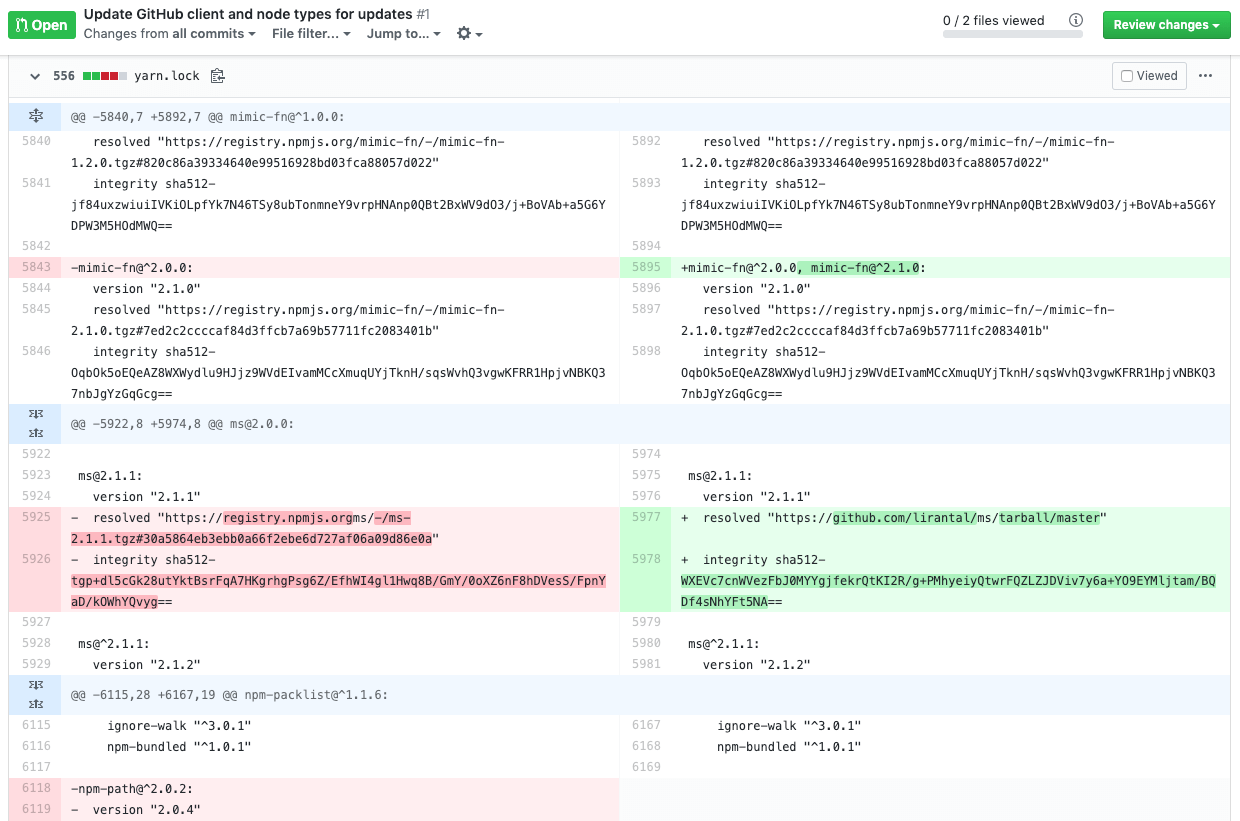 Open
Update GitHub client and node types for updates #1
Changes from all commits
File filter...
Jump to...
0 / 2 files viewed
Review changes
556 yarn.lock
Viewed
@@ -5840,7 +5892,7 @@ mimic-fn@^1.0.0:
5840 resolved "https://registry.npmjs.org/mimic-fn/-/mimic-fn-
1.2.0.tgz#820c86a39334640e99516928bd03fca88057d022"
5841 integrity sha512-
jf84uxzwiuiIVKiOLpfYk7N46TSy8ubTonmneY9vrpHNAnp0QBt2BxWV9dO3/j+BoVAb+a5G6Y
DPW3M5HOdMWQ==
5842
5843 -mimic-fn@^2.0.0:
5844 version "2.1.0"
5845 resolved "https://registry.npmjs.org/mimic-fn/-/mimic-fn-
2.1.0.tgz#7ed2c2ccccaf84d3ffcb7a69b57711fc2083401b"
5846 integrity sha512-
OqbOk5oEQeAZ8WXWydlu9HJjz9WVdEIvamMCcXmuqUYjTknH/sqsWvhQ3vgwKFRR1HpjvNBKQ3
7nbJgYzGqGcg==
5892 resolved "https://registry.npmjs.org/mimic-fn/-/mimic-fn-
1.2.0.tgz#820c86a39334640e99516928bd03fca88057d022"
5893 integrity sha512-
jf84uxzwiuiIVKiOLpfYk7N46TSy8ubTonmneY9vrpHNAnp0QBt2BxWV9dO3/j+BoVAb+a5G6Y
DPW3M5HOdMWQ==
5894
5895 +mimic-fn@^2.0.0, mimic-fn@^2.1.0:
5896 version "2.1.0"
5897 resolved "https://registry.npmjs.org/mimic-fn/-/mimic-fn-
2.1.0.tgz#7ed2c2ccccaf84d3ffcb7a69b57711fc2083401b"
5898 integrity sha512-
OqbOk5oEQeAZ8WXWydlu9HJjz9WVdEIvamMCcXmuqUYjTknH/sqsWvhQ3vgwKFRR1HpjvNBKQ3
7nbJgYzGqGcg==
@@ -5922,8 +5974,8 @@ ms@2.0.0:
5922
5923 ms@2.1.1:
5924 version "2.1.1"
5925 - resolved "https://registry.npmjs.orgms/-/ms-
2.1.1.tgz#30a5864eb3ebb0a66f2ebe6d727af06a09d86e0a"
5926 - integrity sha512-
tgp+dl5cGk28utYktBsrFqA7HKgrhgPsg6Z/EfhWI4gl1Hwq8B/GmY/0oXZ6nF8hDVesS/FpnY
aD/kOWhYQvyg==
5927
5928 ms@^2.1.1:
5929 version "2.1.2"
5974
5975 ms@2.1.1:
5976 version "2.1.1"
5977 + resolved "https://github.com/lirantal/ms/tarball/master"
5978 + integrity sha512-
WXEVc7cnWVezFbJ0MYYgjfekrQtKI2R/g+PMhyeiyQtwrFQZLZJDViv7y6a+YO9EYMljtam/BQ
Df4sNhYFt5NA==
5979
5980 ms@^2.1.1:
5981 version "2.1.2"
@@ -6115,28 +6167,19 @@ npm-packlist@^1.1.6:
6115 ignore-walk "^3.0.1"
6116 npm-bundled "^1.0.1"
6117
6118 -npm-path@^2.0.2:
6119 - version "2.0.4"
6167 ignore-walk "^3.0.1"
6168 npm-bundled "^1.0.1"
6169